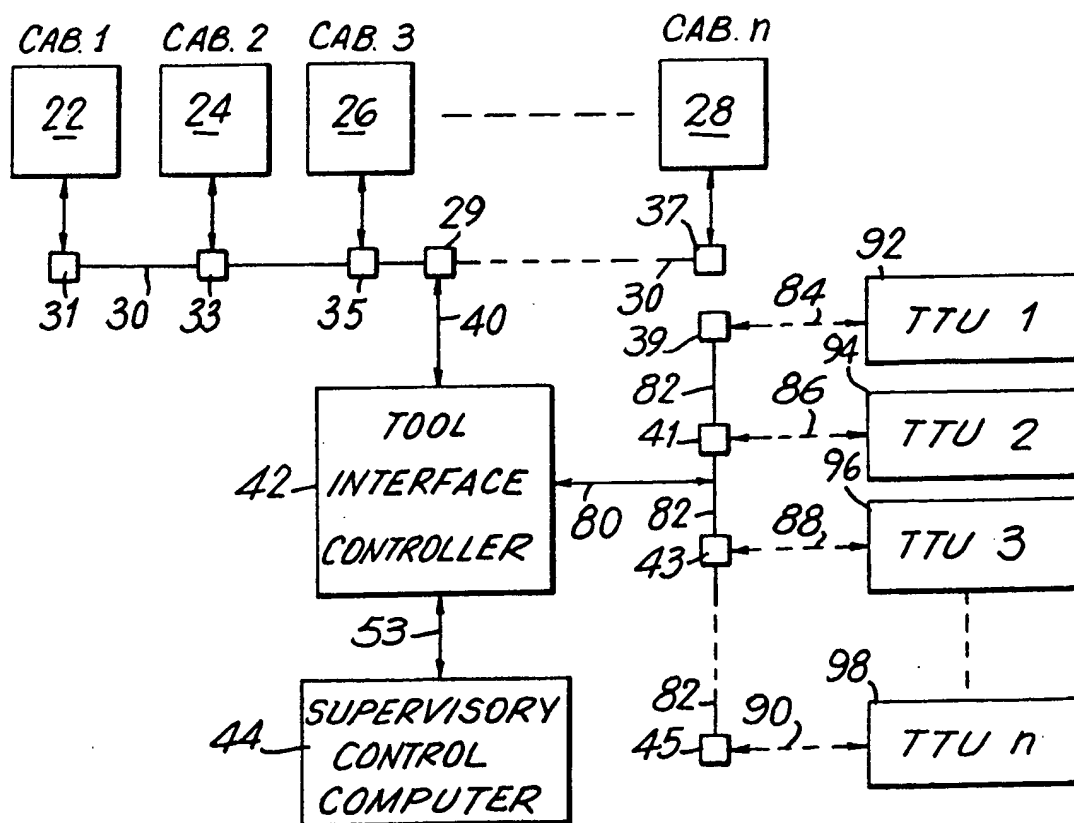 CAB. 1 CAB. 2 CAB. 3 CAB. n
22 24 26 28
29 37
31 30 33 35 40 30
92
39 84 TTU 1
94
82 86
41 TTU 2
96
TOOL
42 INTERFACE
CONTROLLER
80 82 88
43 TTU 3
53
98
82 90
45 TTU n
44 SUPERVISORY
CONTROL
COMPUTER